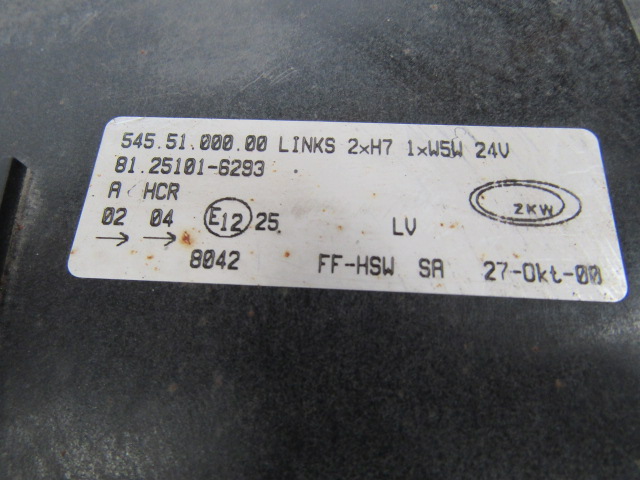 545.51.000.00 LINKS 2xH7 1xW5W 24V
81.25101-6293
A HCR
02 04 E12 25 LV
→ →
8042 FF-HSW SA 27-Okt-00
ZKW